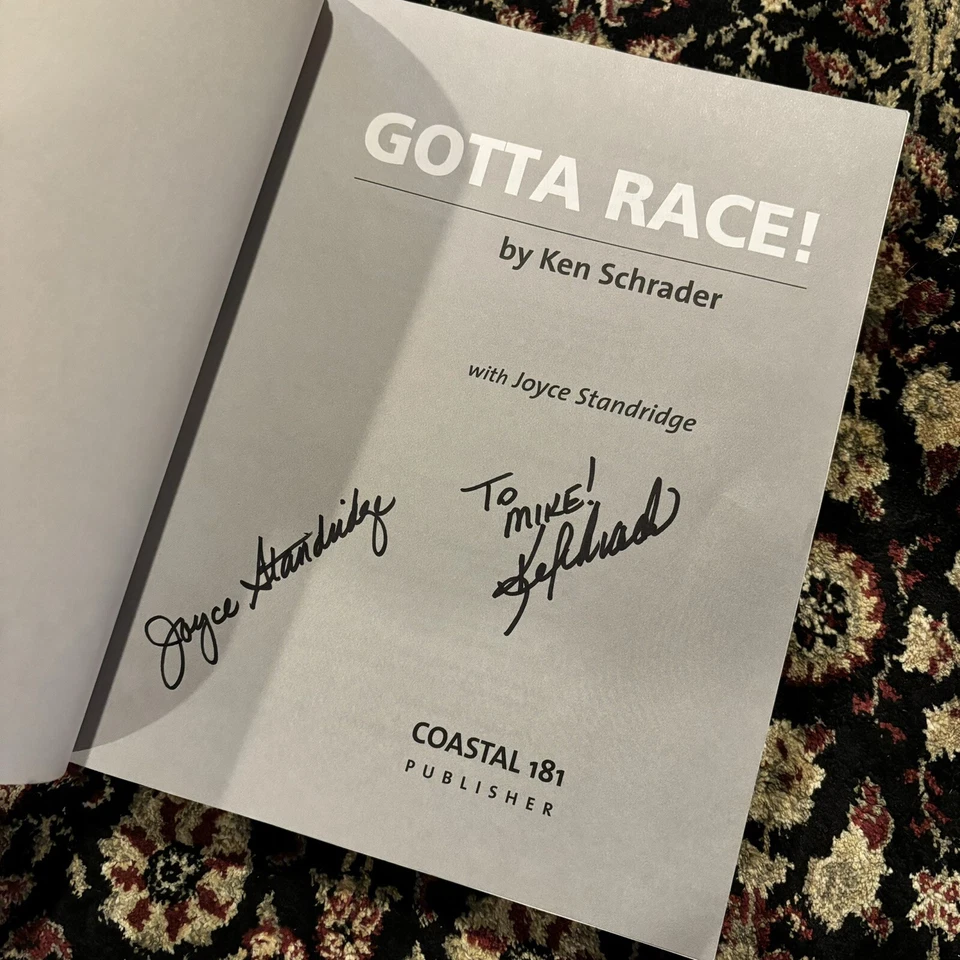 GOTTA RACE!
by Ken Schrader
with Joyce Standridge
TO
MIKE!
Joyce Standridge
COASTAL 181
PUBLISHER